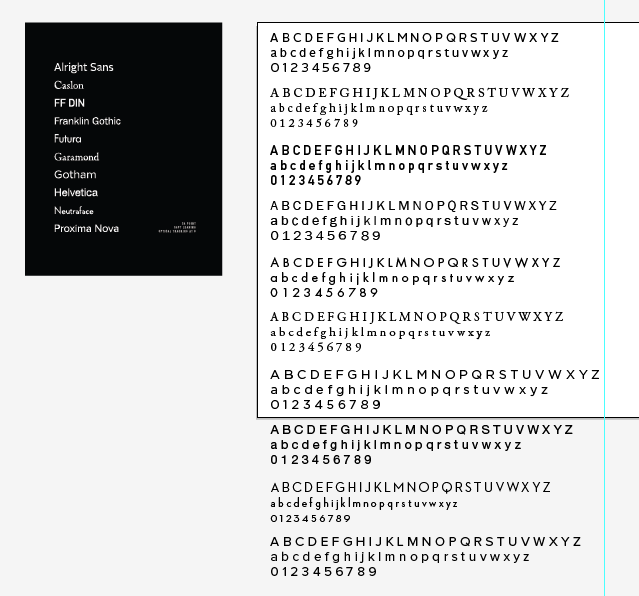 Alright Sans
Caslon
FF DIN
Franklin Gothic
Futura
Garamond
Gotham
Helvetica
Neutraface
Proxima Nova
ABCDEFGHIJKLMNOPQRSTUVWXYZ
abcdefghijklmnopqrstuvwxyz
0123456789
ABCDEFGHIJKLMNOPQRSTUVWXYZ
abcdefghijklmnopqrstuvwxyz
0123456789
ABCDEFGHIJKLMNOPQRSTUVWXYZ
abcdefghijklmnopqrstuvwxyz
0123456789
ABCDEFGHIJKLMNOPQRSTUVWXYZ
abcdefghijklmnopqrstuvwxyz
0123456789
ABCDEFGHIJKLMNOPQRSTUVWXYZ
abcdefghijklmnopqrstuvwxyz
0123456789
ABCDEFGHIJKLMNOPQRSTUVWXYZ
abcdefghijklmnopqrstuvwxyz
0123456789
ABCDEFGHIJKLMNOPQRSTUVWXYZ
abcdefghijklmnopqrstuvwxyz
0123456789
ABCDEFGHIJKLMNOPQRSTUVWXYZ
abcdefghijklmnopqrstuvwxyz
0123456789
ABCDEFGHIJKLMNOPQRSTUVWXYZ
abcdefghijklmnopqrstuvwxyz
0123456789
ABCDEFGHIJKLMNOPQRSTUVWXYZ
abcdefghijklmnopqrstuvwxyz
0123456789